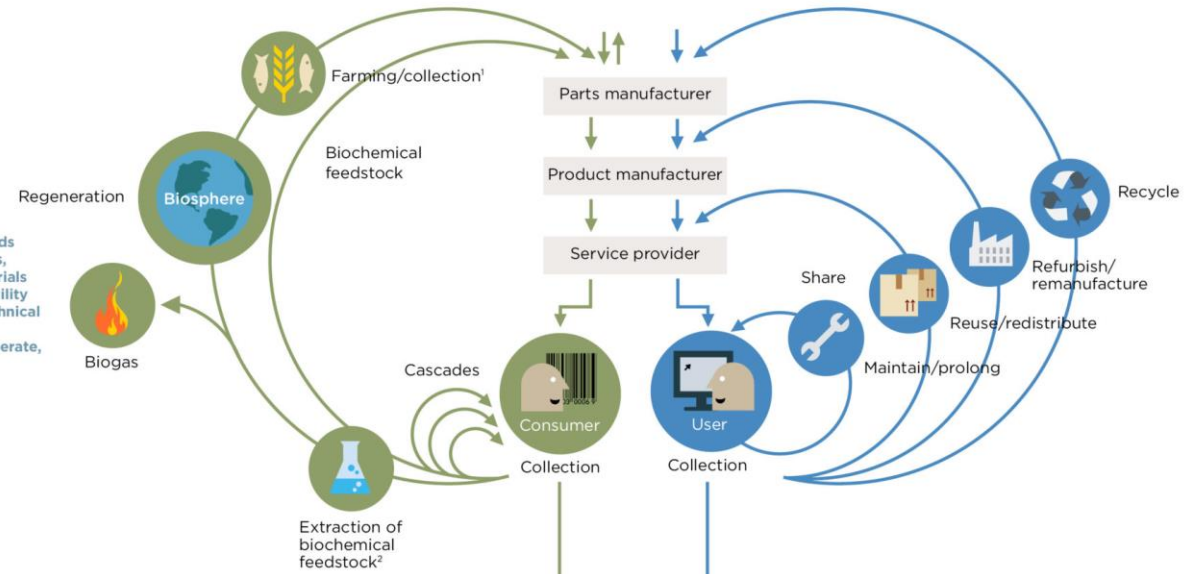 Farming/collection¹
Parts manufacturer
Biochemical
feedstock
Product manufacturer
Regeneration
Biosphere
Recycle
Service provider
Share
Refurbish/
remanufacture
Reuse/redistribute
Biogas
Maintain/prolong
Cascades
Consumer
User
Collection
Collection
Extraction of
biochemical
feedstock²